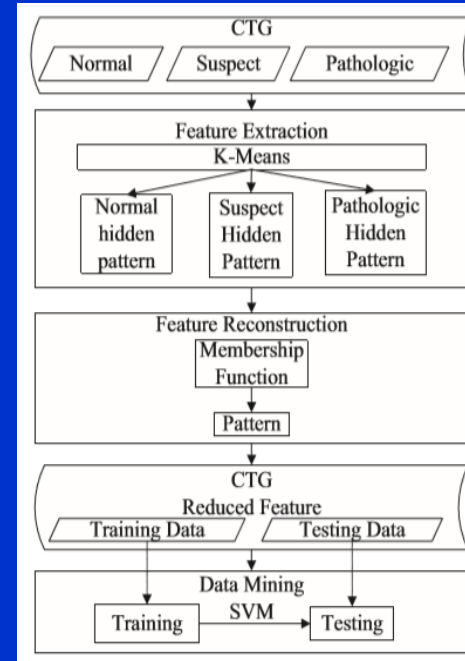 CTG
Normal Suspect Pathologic
Feature Extraction
K-Means
Normal
hidden
pattern
Suspect
Hidden
Pattern
Pathologic
Hidden
Pattern
Feature Reconstruction
Membership
Function
Pattern
CTG
Reduced Feature
Training Data Testing Data
Data Mining
SVM
Training Testing